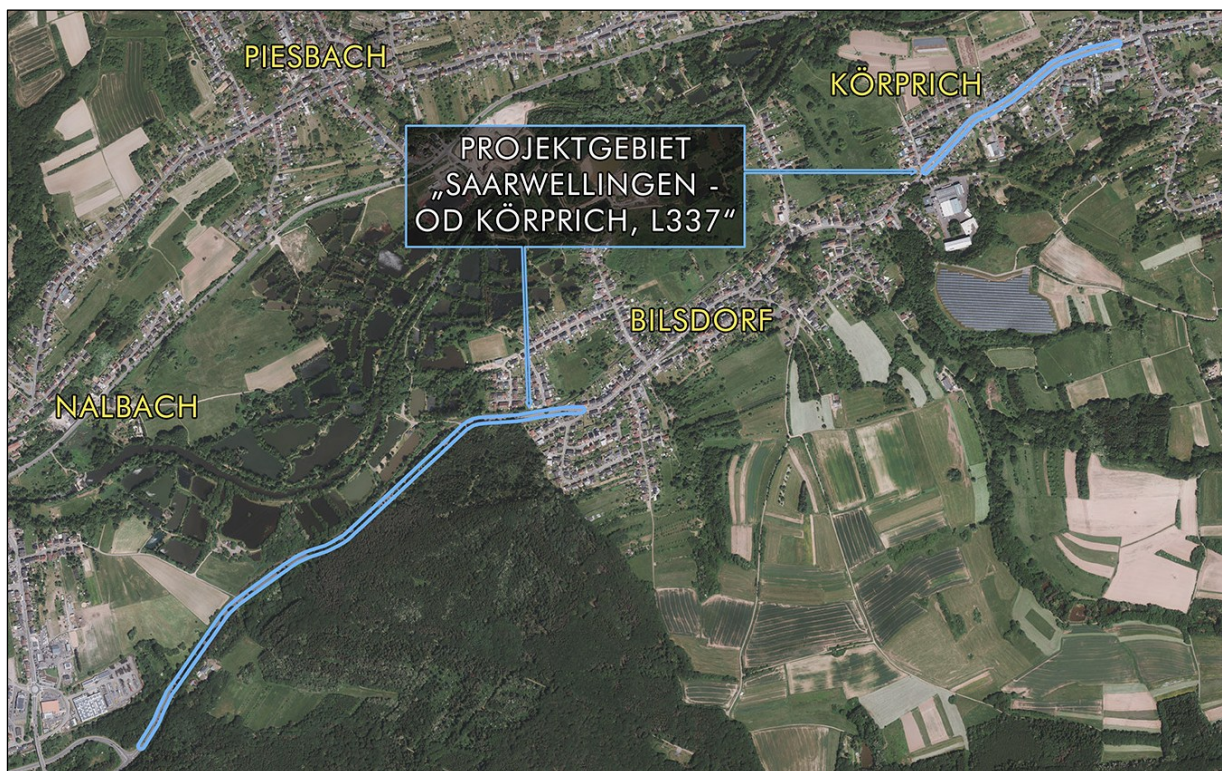 PIESBACH
KÖRPRICH
PROJEKTGEBIET
„SAARWELLINGEN -
OD KÖRPRICH, L337“
BILSDORF
NALBACH